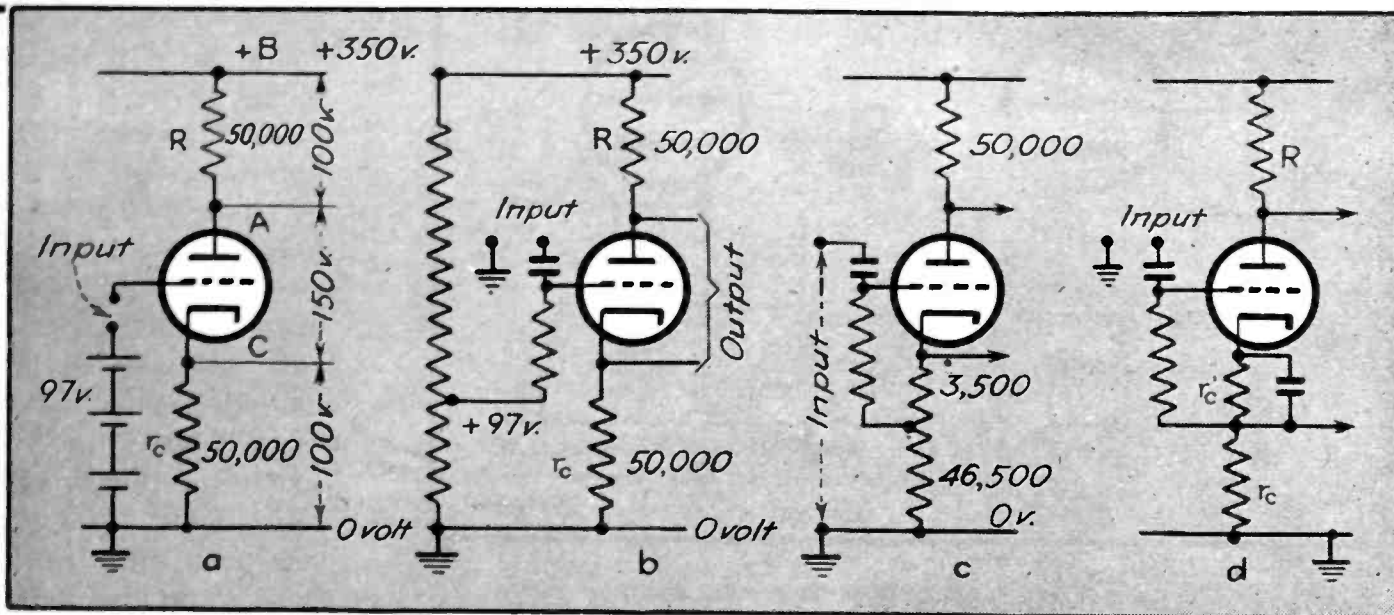 +B +350v.
R 50,000
100v.
A
Input
150v.
C
97v.
rc 50,000
100v.
0 volt
a
+350v.
R 50,000
Input
Output
+97v.
rc 50,000
0 volt
b
50,000
Input
3,500
46,500
0v.
c
R
Input
rc'
rc
d